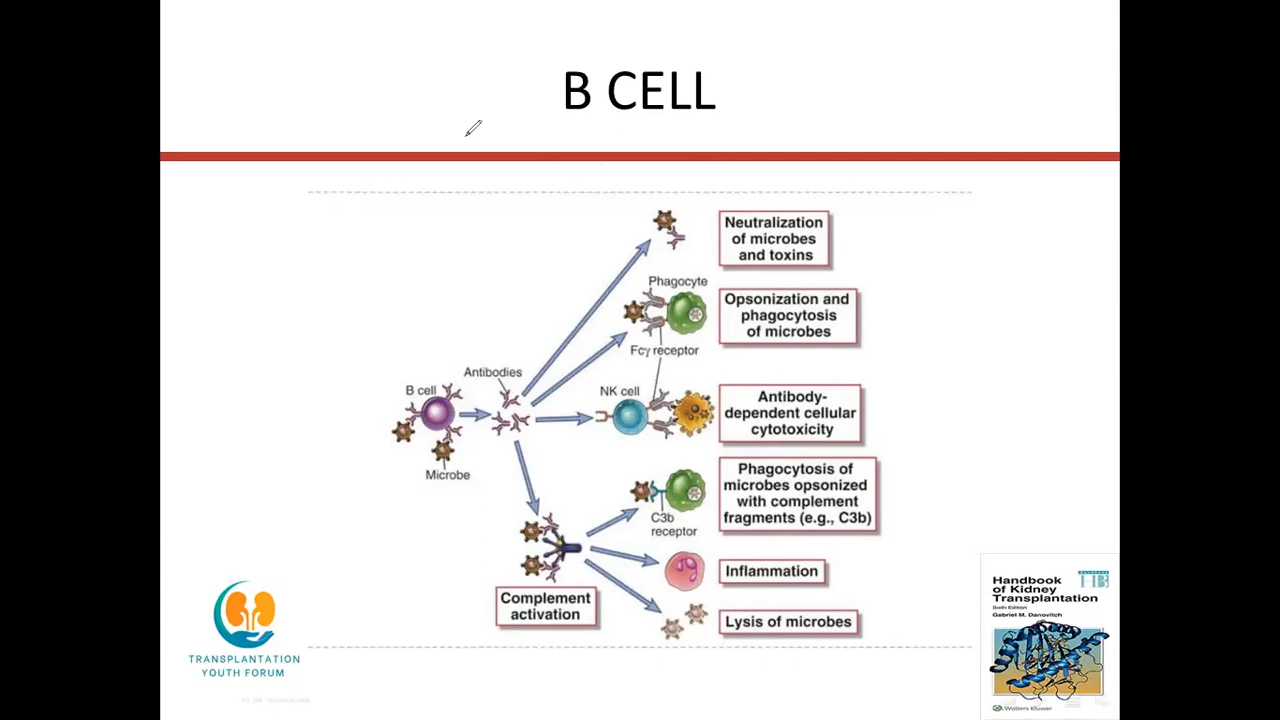 B CELL
Neutralization
of microbes
and toxins
Phagocyte
Opsonization and
phagocytosis
of microbes
Fcγ receptor
Antibodies
B cell
NK cell
Antibody-
dependent cellular
cytotoxicity
Microbe
Phagocytosis of
microbes opsonized
with complement
fragments (e.g., C3b)
C3b
receptor
Inflammation
Complement
activation
Lysis of microbes
TRANSPLANTATION
YOUTH FORUM
Handbook
of Kidney
Transplantation
Sixth Edition
Gabriel M. Danovitch
Wolters Kluwer